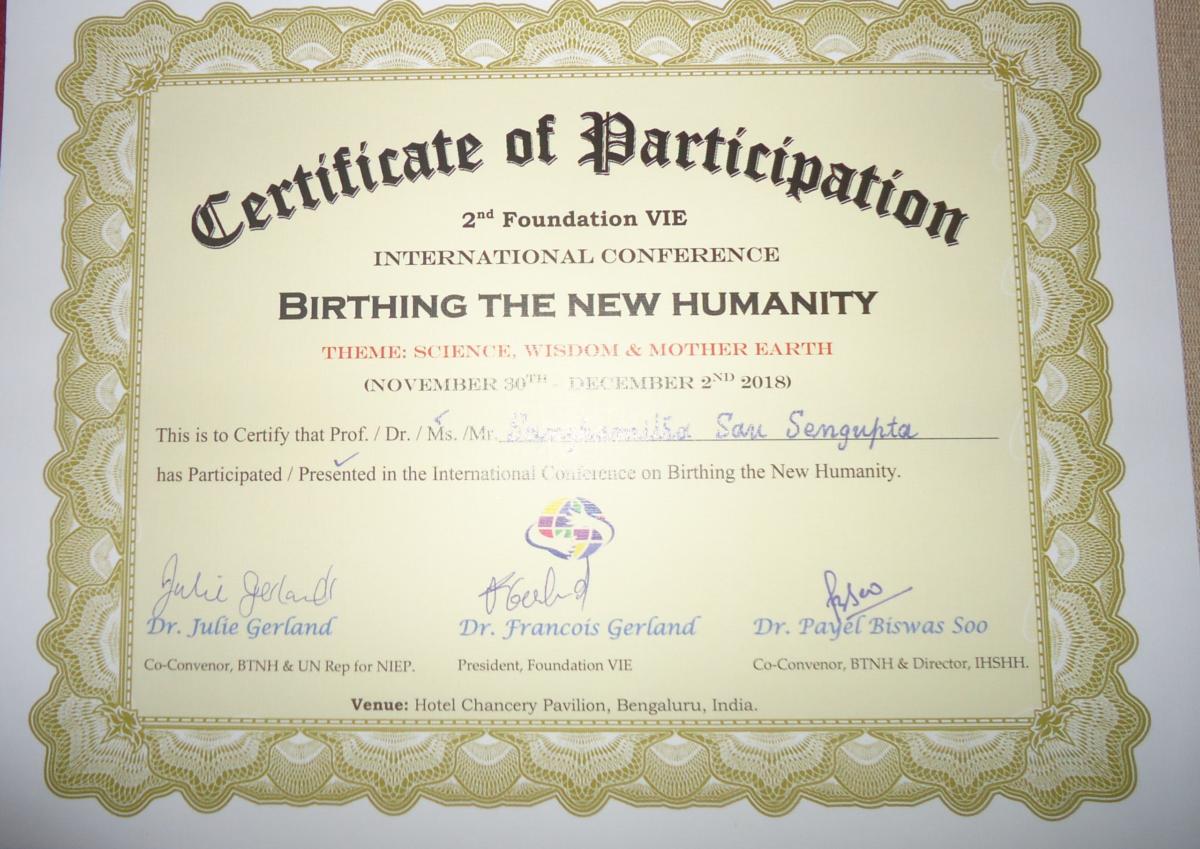 Certificate of Participation
2nd Foundation VIE
INTERNATIONAL CONFERENCE
BIRTHING THE NEW HUMANITY
THEME: SCIENCE, WISDOM & MOTHER EARTH
(NOVEMBER 30TH - DECEMBER 2ND 2018)
This is to Certify that Prof. / Dr. / Ms. /Mr. Sau Sengupta
has Participated / Presented in the International Conference on Birthing the New Humanity.
Julie Gerland
Dr. Julie Gerland Dr. Francois Gerland Dr. Payel Biswas Soo
Co-Convenor, BTNH & UN Rep for NIEP. President, Foundation VIE Co-Convenor, BTNH & Director, IHSHH.
Venue: Hotel Chancery Pavilion, Bengaluru, India.